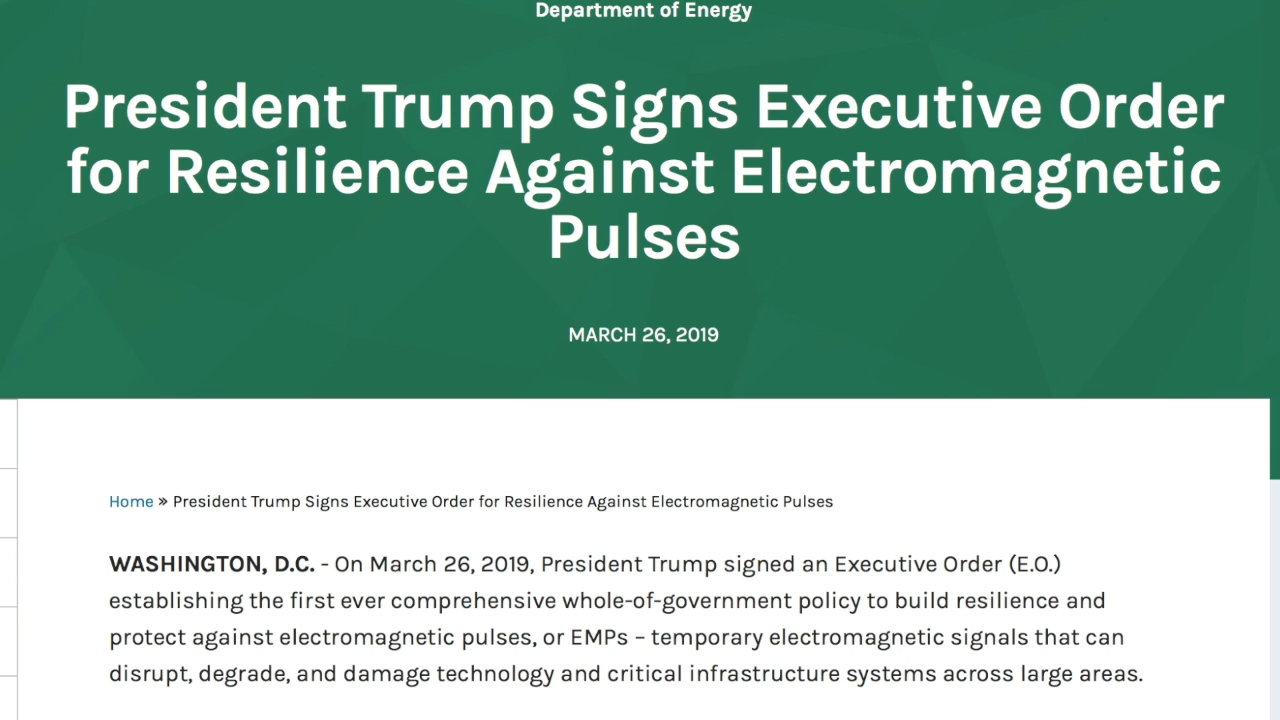 Department of Energy
President Trump Signs Executive Order
for Resilience Against Electromagnetic
Pulses
MARCH 26, 2019
Home » President Trump Signs Executive Order for Resilience Against Electromagnetic Pulses
WASHINGTON, D.C. - On March 26, 2019, President Trump signed an Executive Order (E.O.)
establishing the first ever comprehensive whole-of-government policy to build resilience and
protect against electromagnetic pulses, or EMPs – temporary electromagnetic signals that can
disrupt, degrade, and damage technology and critical infrastructure systems across large areas.